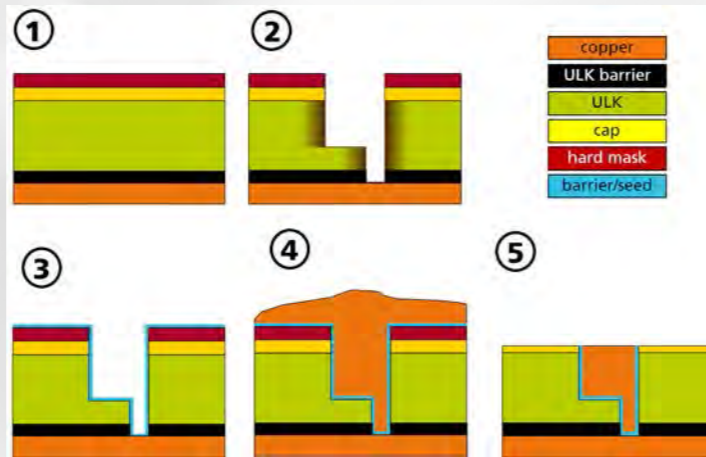 1
2
copper
ULK barrier
ULK
cap
hard mask
barrier/seed
3
4
5